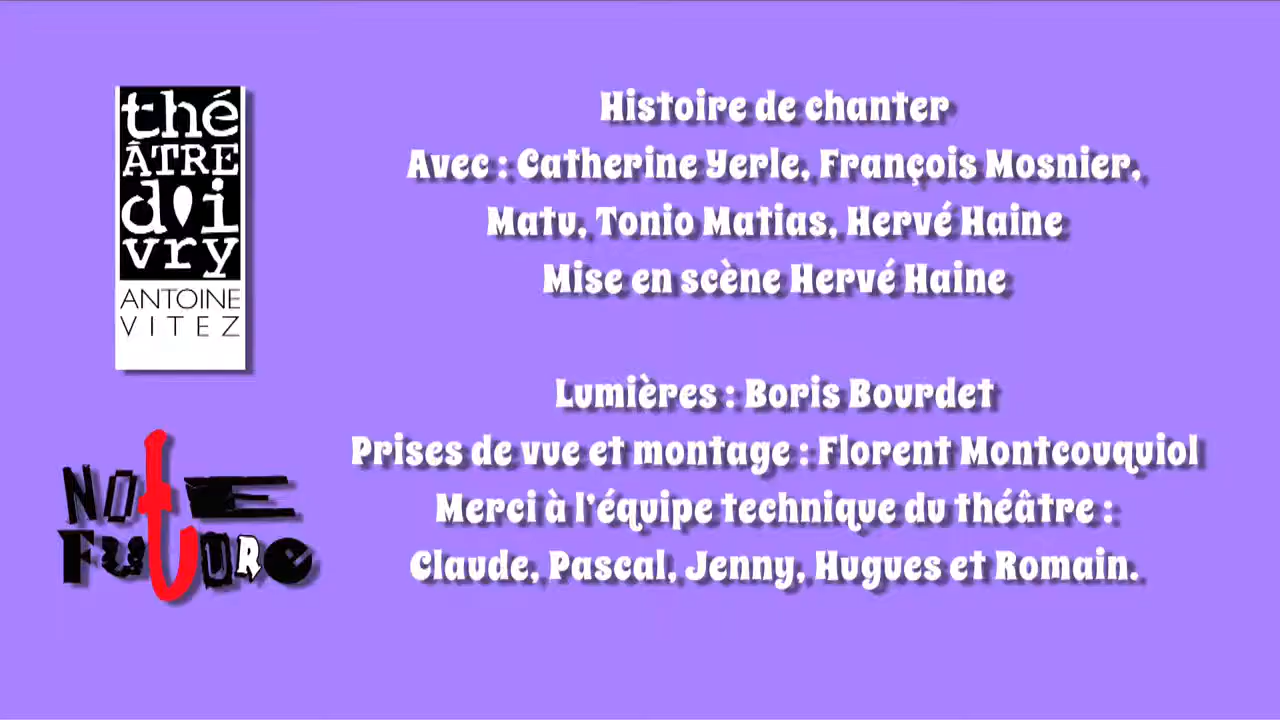 thé
ÂTRE
d'i
vry
ANTOINE
VITEZ
NOtE
FUtURe
Histoire de chanter
Avec : Catherine Yerle, François Mosnier,
Matu, Tonio Matias, Hervé Haine
Mise en scène Hervé Haine
Lumières : Boris Bourdet
Prises de vue et montage : Florent Montcouquiol
Merci à l'équipe technique du théâtre :
Claude, Pascal, Jenny, Hugues et Romain.